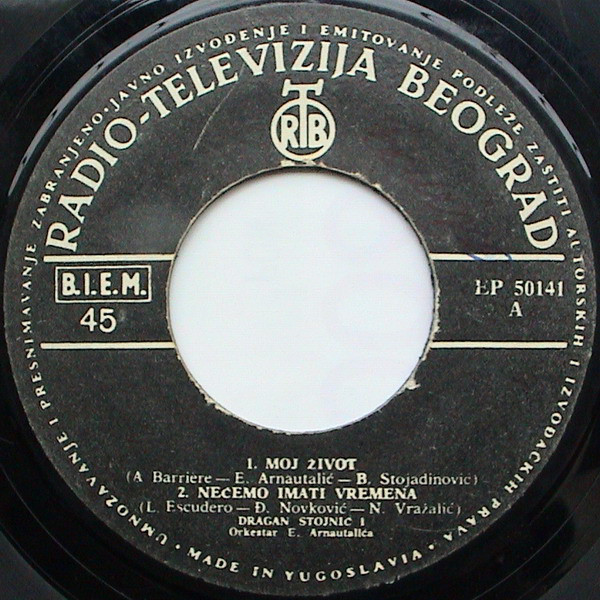 UMNOŽAVANJE I PRESNIMAVANJE ZABRANJENO · JAVNO IZVOĐENJE I EMITOVANJE PODLEŽE ZAŠTITI AUTORSKIH I IZVOĐAČKIH PRAVA ·
RADIO-TELEVIZIJA BEOGRAD
RTB
B.I.E.M.
45
EP 50141
A
1. MOJ ŽIVOT
(A Barriere — E. Arnautalić — B. Stojadinović)
2. NEĆEMO IMATI VREMENA
(L. Escudero — Đ. Novković — N. Vražalić)
DRAGAN STOJNIĆ I
Orkestar E. Arnautalića
· MADE IN YUGOSLAVIA ·